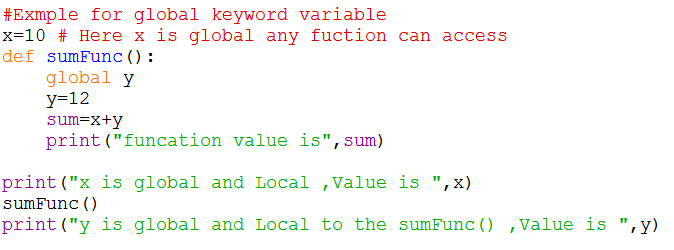 #Exmple for global keyword variable
x=10 # Here x is global any fuction can access
def sumFunc():
    global y
    y=12
    sum=x+y
    print("funcation value is",sum)
print("x is global and Local ,Value is ",x)
sumFunc()
print("y is global and Local to the sumFunc() ,Value is ",y)